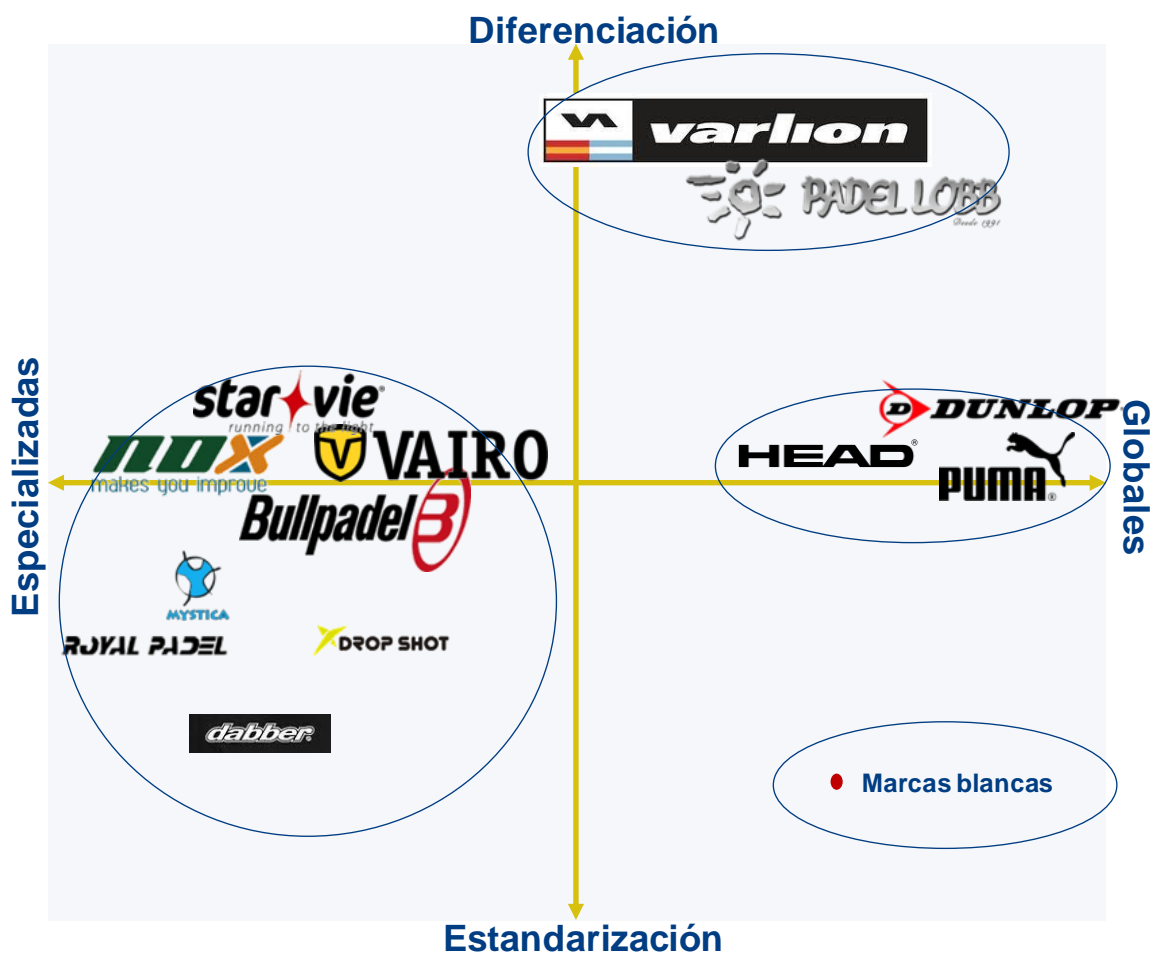 Diferenciación
varlion
PADEL LOBB
Desde 1991
Especializadas
star vie
running to the light
nox
makes you improve
V VAIRO
Bullpadel B
MYSTICA
ROYAL PADEL
DROP SHOT
dabber
D DUNLOP
HEAD®
PUMA®
Globales
Marcas blancas
Estandarización